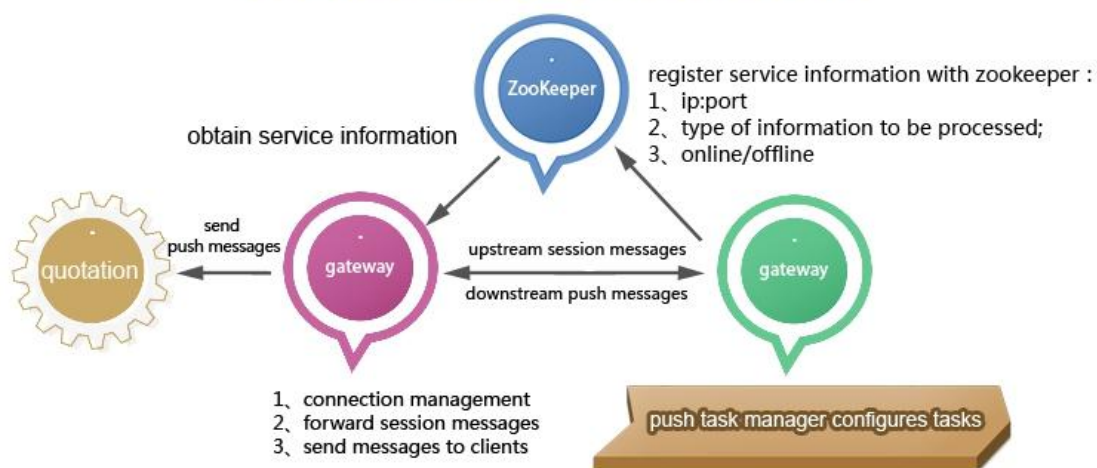 ZooKeeper
register service information with zookeeper :
1、ip:port
2、type of information to be processed;
3、online/offline
obtain service information
send
push messages
quotation
gateway
upstream session messages
downstream push messages
gateway
1、connection management
2、forward session messages
3、send messages to clients
push task manager configures tasks